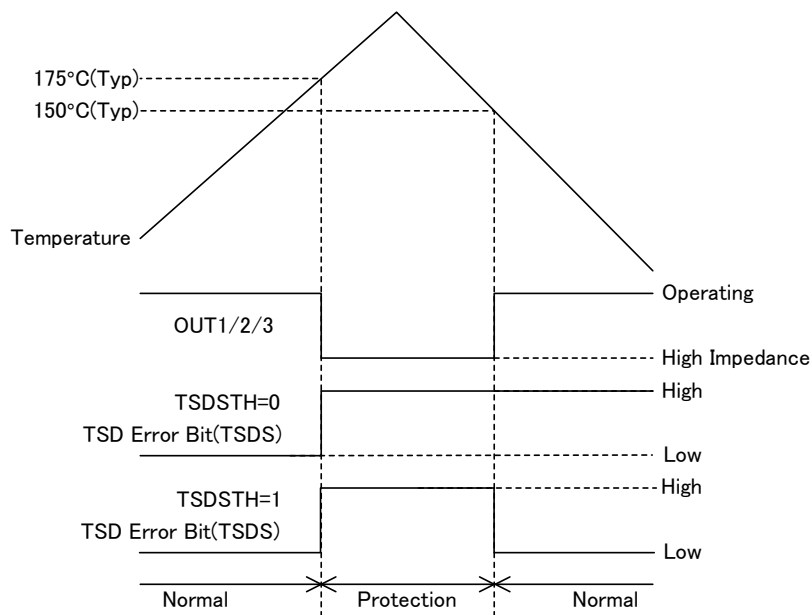 175°C(Typ)
150°C(Typ)
Temperature
Operating
OUT1/2/3
High Impedance
High
TSDSTH=0
TSD Error Bit(TSDS)
Low
High
TSDSTH=1
TSD Error Bit(TSDS)
Low
Normal
Protection
Normal